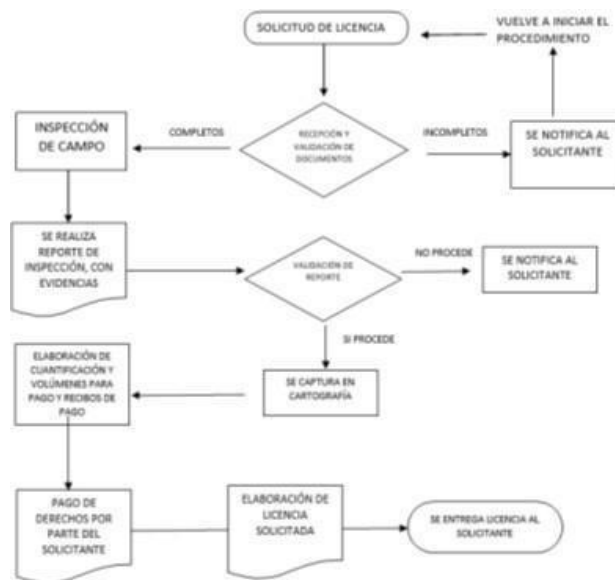 SOLICITUD DE LICENCIA
VUELVE A INICIAR EL
PROCEDIMIENTO
INSPECCIÓN
DE CAMPO
COMPLETOS
RECEPCIÓN Y
VALIDACIÓN DE
DOCUMENTOS
INCOMPLETOS
SE NOTIFICA AL
SOLICITANTE
SE REALIZA
REPORTE DE
INSPECCIÓN, CON
EVIDENCIAS
VALIDACIÓN DE
REPORTE
NO PROCEDE
SE NOTIFICA AL
SOLICITANTE
SI PROCEDE
ELABORACIÓN DE
CUANTIFICACIÓN Y
VOLÚMENES PARA
PAGO Y RECIBOS DE
PAGO
SE CAPTURA EN
CARTOGRAFÍA
PAGO DE
DERECHOS POR
PARTE DEL
SOLICITANTE
ELABORACIÓN DE
LICENCIA
SOLICITADA
SE ENTREGA LICENCIA AL
SOLICITANTE